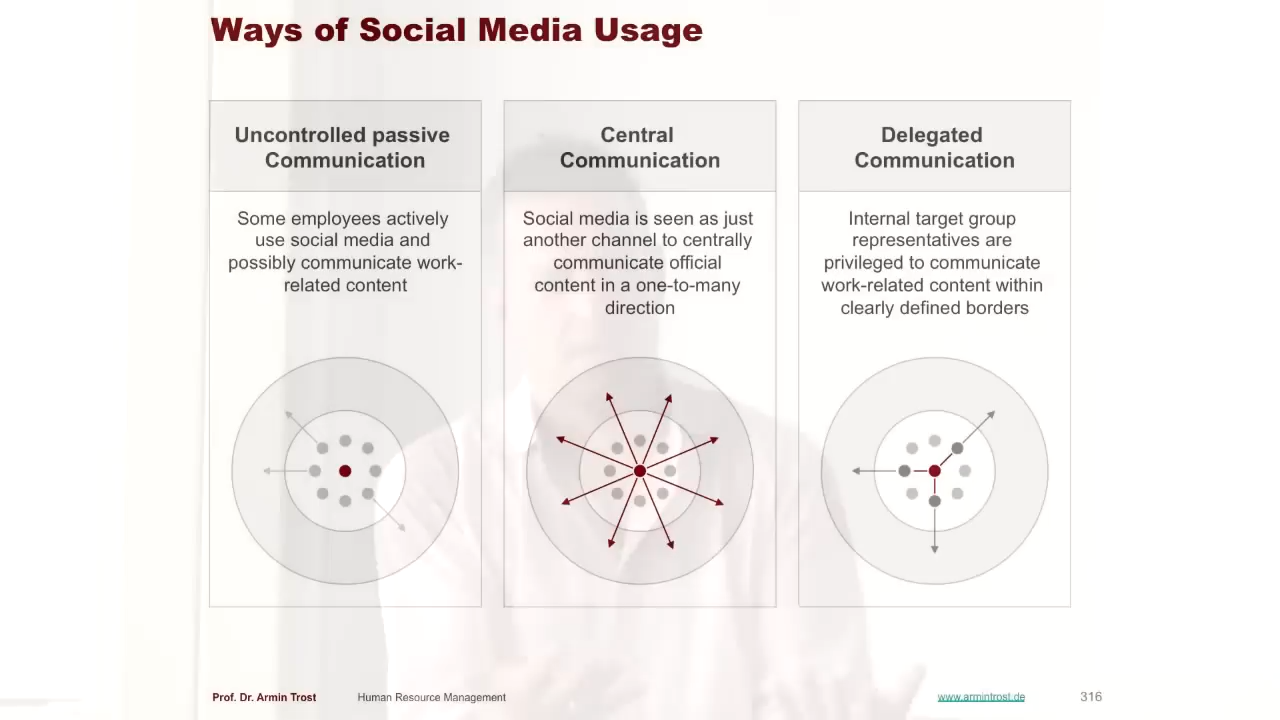 Ways of Social Media Usage
Uncontrolled passive
Communication
Some employees actively
use social media and
possibly communicate work-
related content
Central
Communication
Social media is seen as just
another channel to centrally
communicate official
content in a one-to-many
direction
Delegated
Communication
Internal target group
representatives are
privileged to communicate
work-related content within
clearly defined borders
Prof. Dr. Armin Trost
Human Resource Management
www.armintrost.de
316